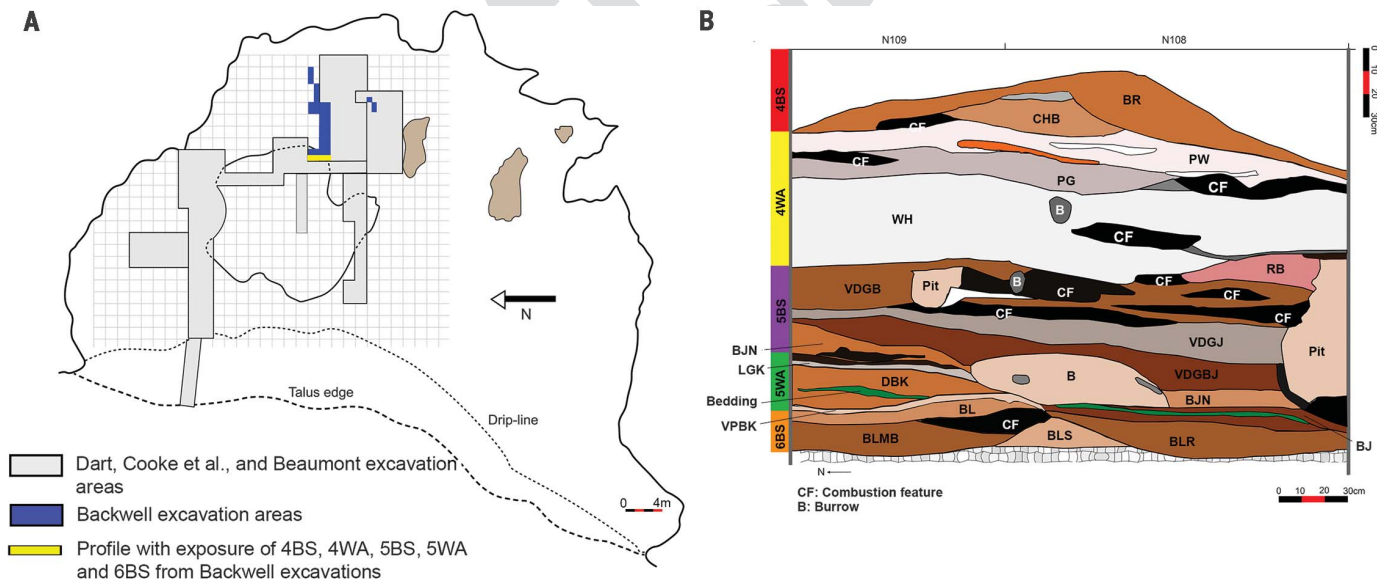 A
N
Talus edge
Drip-line
0 4m
Dart, Cooke et al., and Beaumont excavation
areas
Backwell excavation areas
Profile with exposure of 4BS, 4WA, 5BS, 5WA
and 6BS from Backwell excavations
B
N109 N108
0
10
20
30cm
4BS
4WA
5BS
5WA
6BS
BR
CHB
CF
PW
CF
PG
CF
B
WH
CF
RB
VDGB
Pit
B
CF
CF
CF
CF
CF
VDGJ
Pit
BJN
LGK
VDGBJ
B
DBK
Bedding
BJN
VPBK
BL
CF
BLMB
BLS
BLR
BJ
N
CF: Combustion feature
B: Burrow
0 10 20 30cm